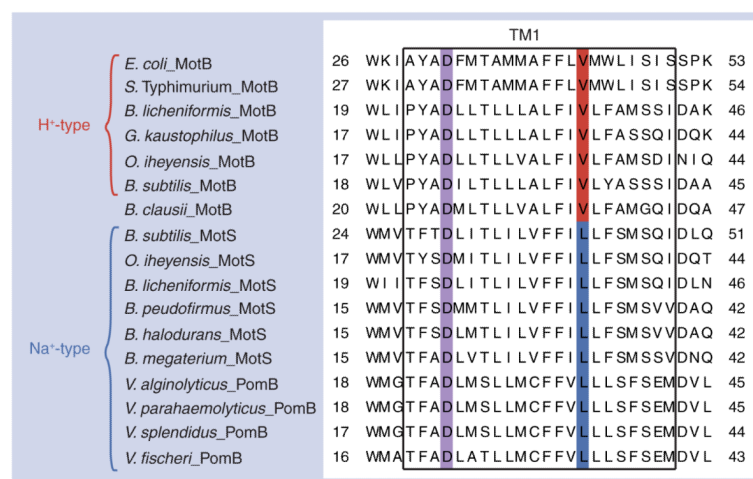 TM1
E. coli_MotB 26 WKIAYADFMTAMMAFFLVMWLISISSPK 53
S. Typhimurium_MotB 27 WKIAYADFMTAMMAFFLVMWLISISSPK 54
B. licheniformis_MotB 19 WLIPYADLLTLLLALFIVLFAMSSIDAK 46
G. kaustophilus_MotB 17 WLIPYADLLTLLLALFIVLFASSQIDQK 44
H⁺-type
O. iheyensis_MotB 17 WLLPYADLLTLLVALFIVLFAMSDINIQ 44
B. subtilis_MotB 18 WLVPYADILTLLLALFIVLYASSSIDAA 45
B. clausii_MotB 20 WLLPYADMLTLLVALFIVLFAMGQIDQA 47
B. subtilis_MotS 24 WMVTFTDLITLILVFFILLFSMSQIDLQ 51
O. iheyensis_MotS 17 WMVTYSDMITLILVFFILLFSMSQIDQT 44
B. licheniformis_MotS 19 WIITFSDLITLILVFFILLFSMSQIDLN 46
B. peudofirmus_MotS 15 WMVTFSDMMTLILVFFILLFSMSVVDAQ 42
B. halodurans_MotS 15 WMVTFSDLMTLILVFFILLFSMSVVDAQ 42
Na⁺-type
B. megaterium_MotS 15 WMVTFADLVTLILVFFILLFSMSSVDNQ 42
V. alginolyticus_PomB 18 WMGTFADLMSLLMCFFVLLLSFSEMDVL 45
V. parahaemolyticus_PomB 18 WMGTFADLMSLLMCFFVLLLSFSEMDVL 45
V. splendidus_PomB 17 WMGTFADLMSLLMCFFVLLLSFSEMDVL 44
V. fischeri_PomB 16 WMATFADLATLLMCFFVLLLSFSEMDVL 43